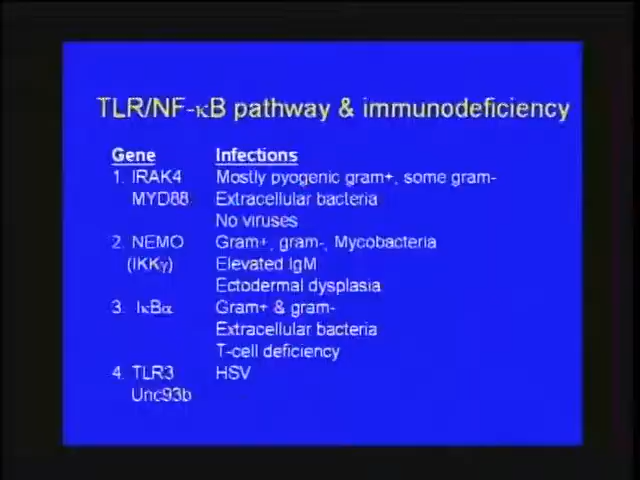 TLR/NF-κB pathway & immunodeficiency
Gene Infections
1. IRAK4 Mostly pyogenic gram+, some gram-
MYD88 Extracellular bacteria
No viruses
2. NEMO Gram+, gram-, Mycobacteria
(IKKγ) Elevated IgM
Ectodermal dysplasia
3. IκBα Gram+ & gram-
Extracellular bacteria
T-cell deficiency
4. TLR3 HSV
Unc93b